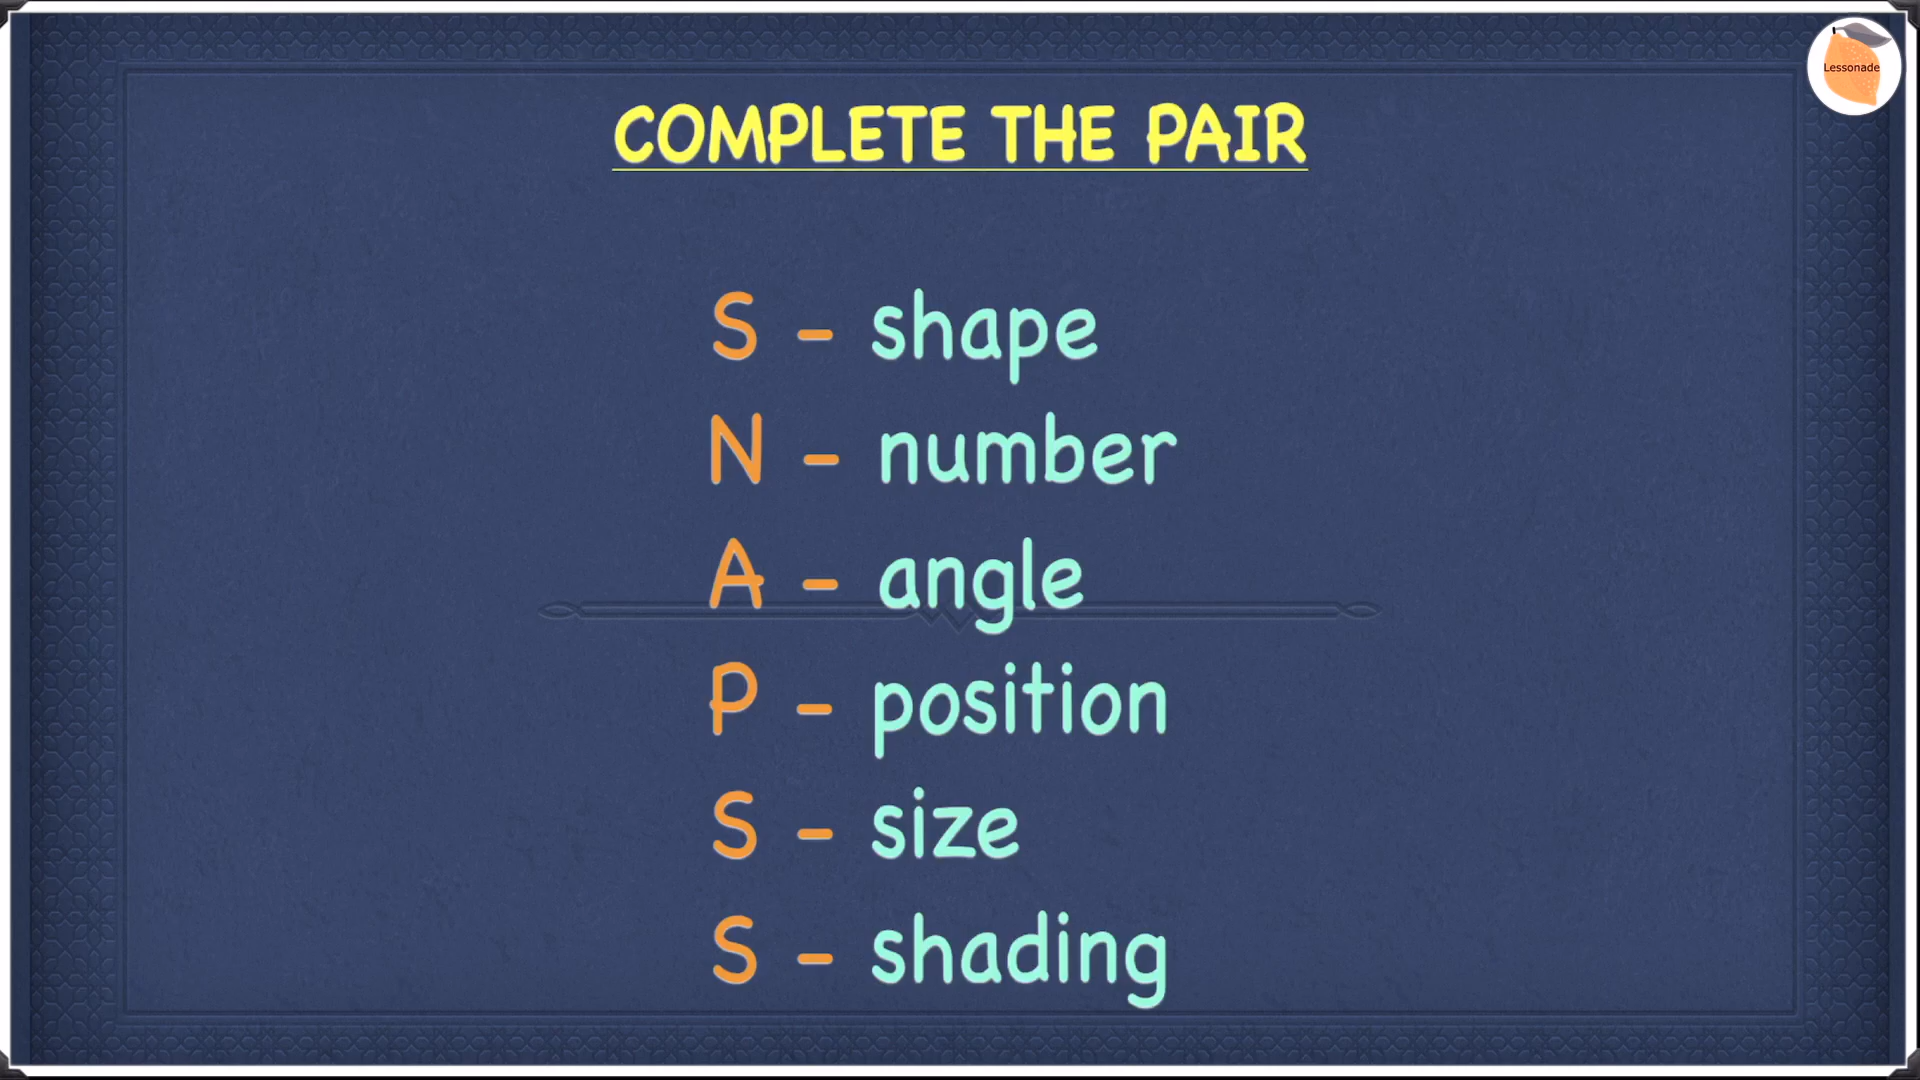 Lessonade
COMPLETE THE PAIR
S - shape
N - number
A - angle
P - position
S - size
S - shading